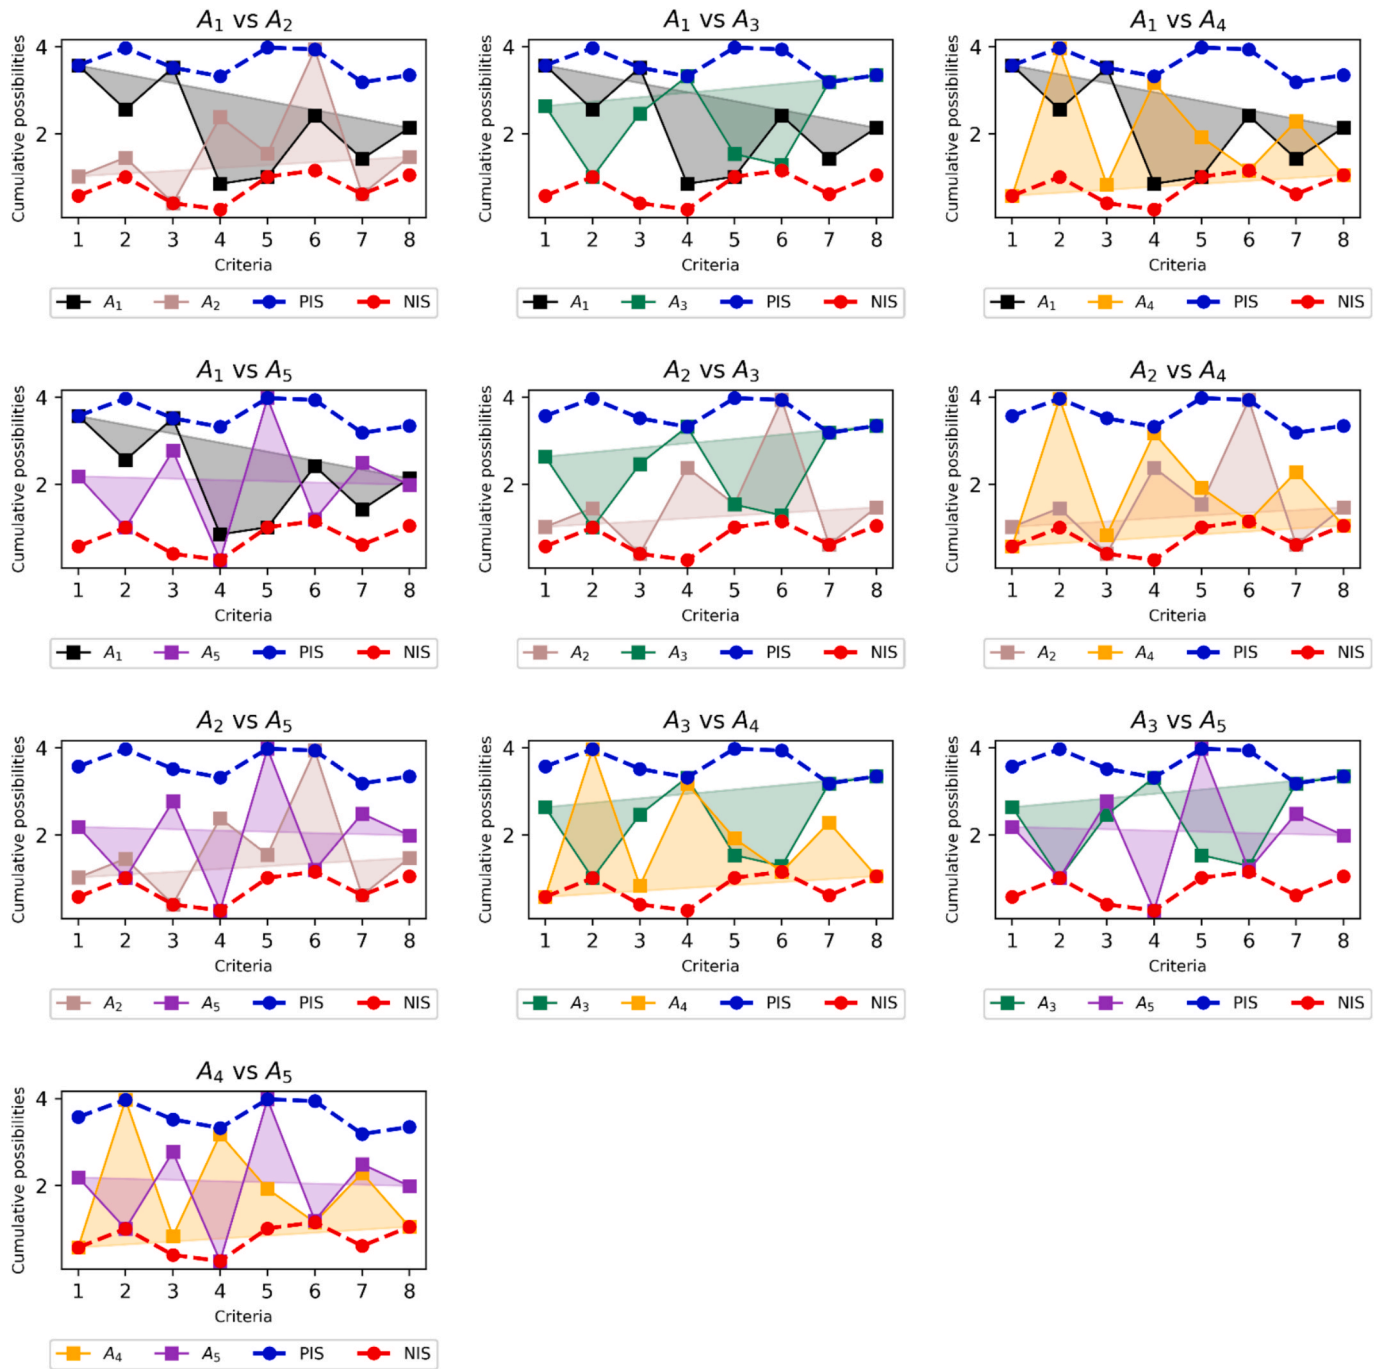 A₁ vs A₂ A₁ vs A₃ A₁ vs A₄
Cumulative possibilities Cumulative possibilities Cumulative possibilities
4 4 4
2 2 2
1 2 3 4 5 6 7 8 1 2 3 4 5 6 7 8 1 2 3 4 5 6 7 8
Criteria Criteria Criteria
A₁ A₂ PIS NIS A₁ A₃ PIS NIS A₁ A₄ PIS NIS
A₁ vs A₅ A₂ vs A₃ A₂ vs A₄
Cumulative possibilities Cumulative possibilities Cumulative possibilities
4 4 4
2 2 2
1 2 3 4 5 6 7 8 1 2 3 4 5 6 7 8 1 2 3 4 5 6 7 8
Criteria Criteria Criteria
A₁ A₅ PIS NIS A₂ A₃ PIS NIS A₂ A₄ PIS NIS
A₂ vs A₅ A₃ vs A₄ A₃ vs A₅
Cumulative possibilities Cumulative possibilities Cumulative possibilities
4 4 4
2 2 2
1 2 3 4 5 6 7 8 1 2 3 4 5 6 7 8 1 2 3 4 5 6 7 8
Criteria Criteria Criteria
A₂ A₅ PIS NIS A₃ A₄ PIS NIS A₃ A₅ PIS NIS
A₄ vs A₅
Cumulative possibilities
4
2
1 2 3 4 5 6 7 8
Criteria
A₄ A₅ PIS NIS